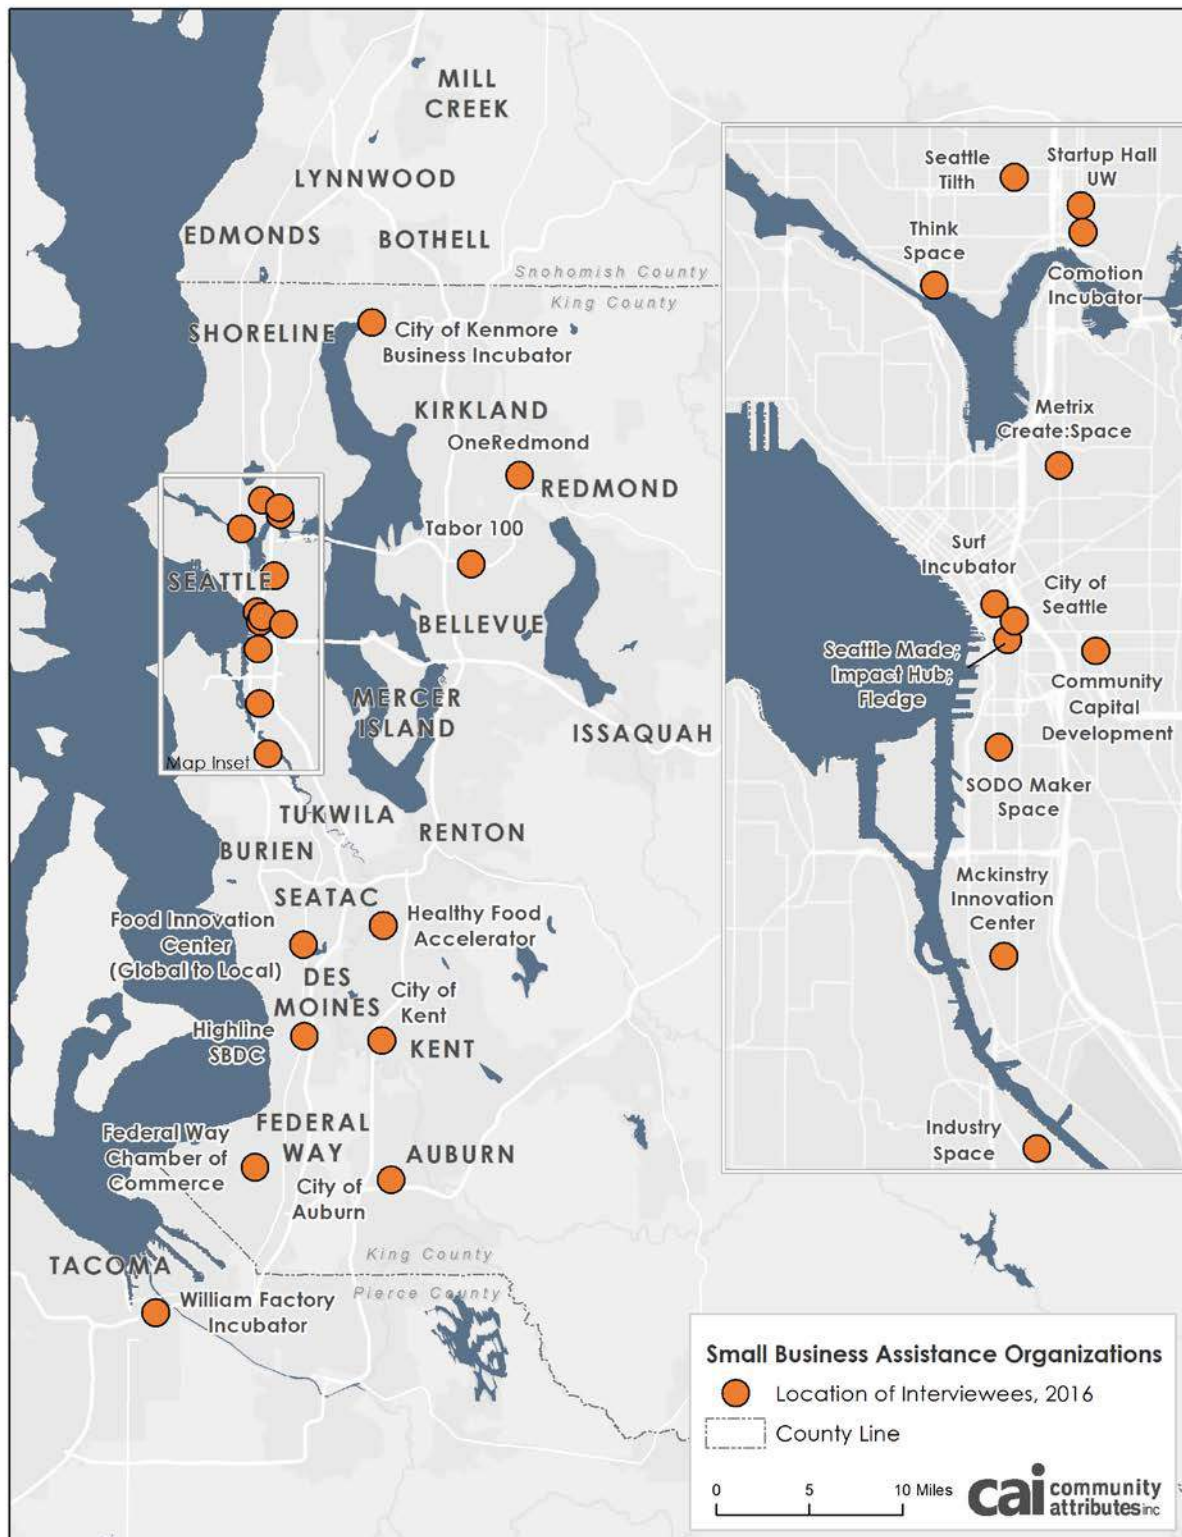 MILL
CREEK
LYNNWOOD
EDMONDS
BOTHELL
Snohomish County
King County
SHORELINE
City of Kenmore
Business Incubator
KIRKLAND
OneRedmond
REDMOND
Tabor 100
SEATTLE
BELLEVUE
MERCER
ISLAND
ISSAQUAH
Map Inset
TUKWILA
RENTON
BURIEN
SEATAC
Food Innovation
Center
(Global to Local)
Healthy Food
Accelerator
DES
MOINES
City of
Kent
Highline
SBDC
KENT
FEDERAL
WAY
Federal Way
Chamber of
Commerce
AUBURN
City of
Auburn
King County
Pierce County
TACOMA
William Factory
Incubator
Seattle
Tilth
Startup Hall
UW
Think
Space
Comotion
Incubator
Metrix
Create:Space
Surf
Incubator
City of
Seattle
Seattle Made;
Impact Hub;
Fledge
Community
Capital
Development
SODO Maker
Space
Mckinstry
Innovation
Center
Industry
Space
Small Business Assistance Organizations
Location of Interviewees, 2016
County Line
0 5 10 Miles
cai community
attributes inc